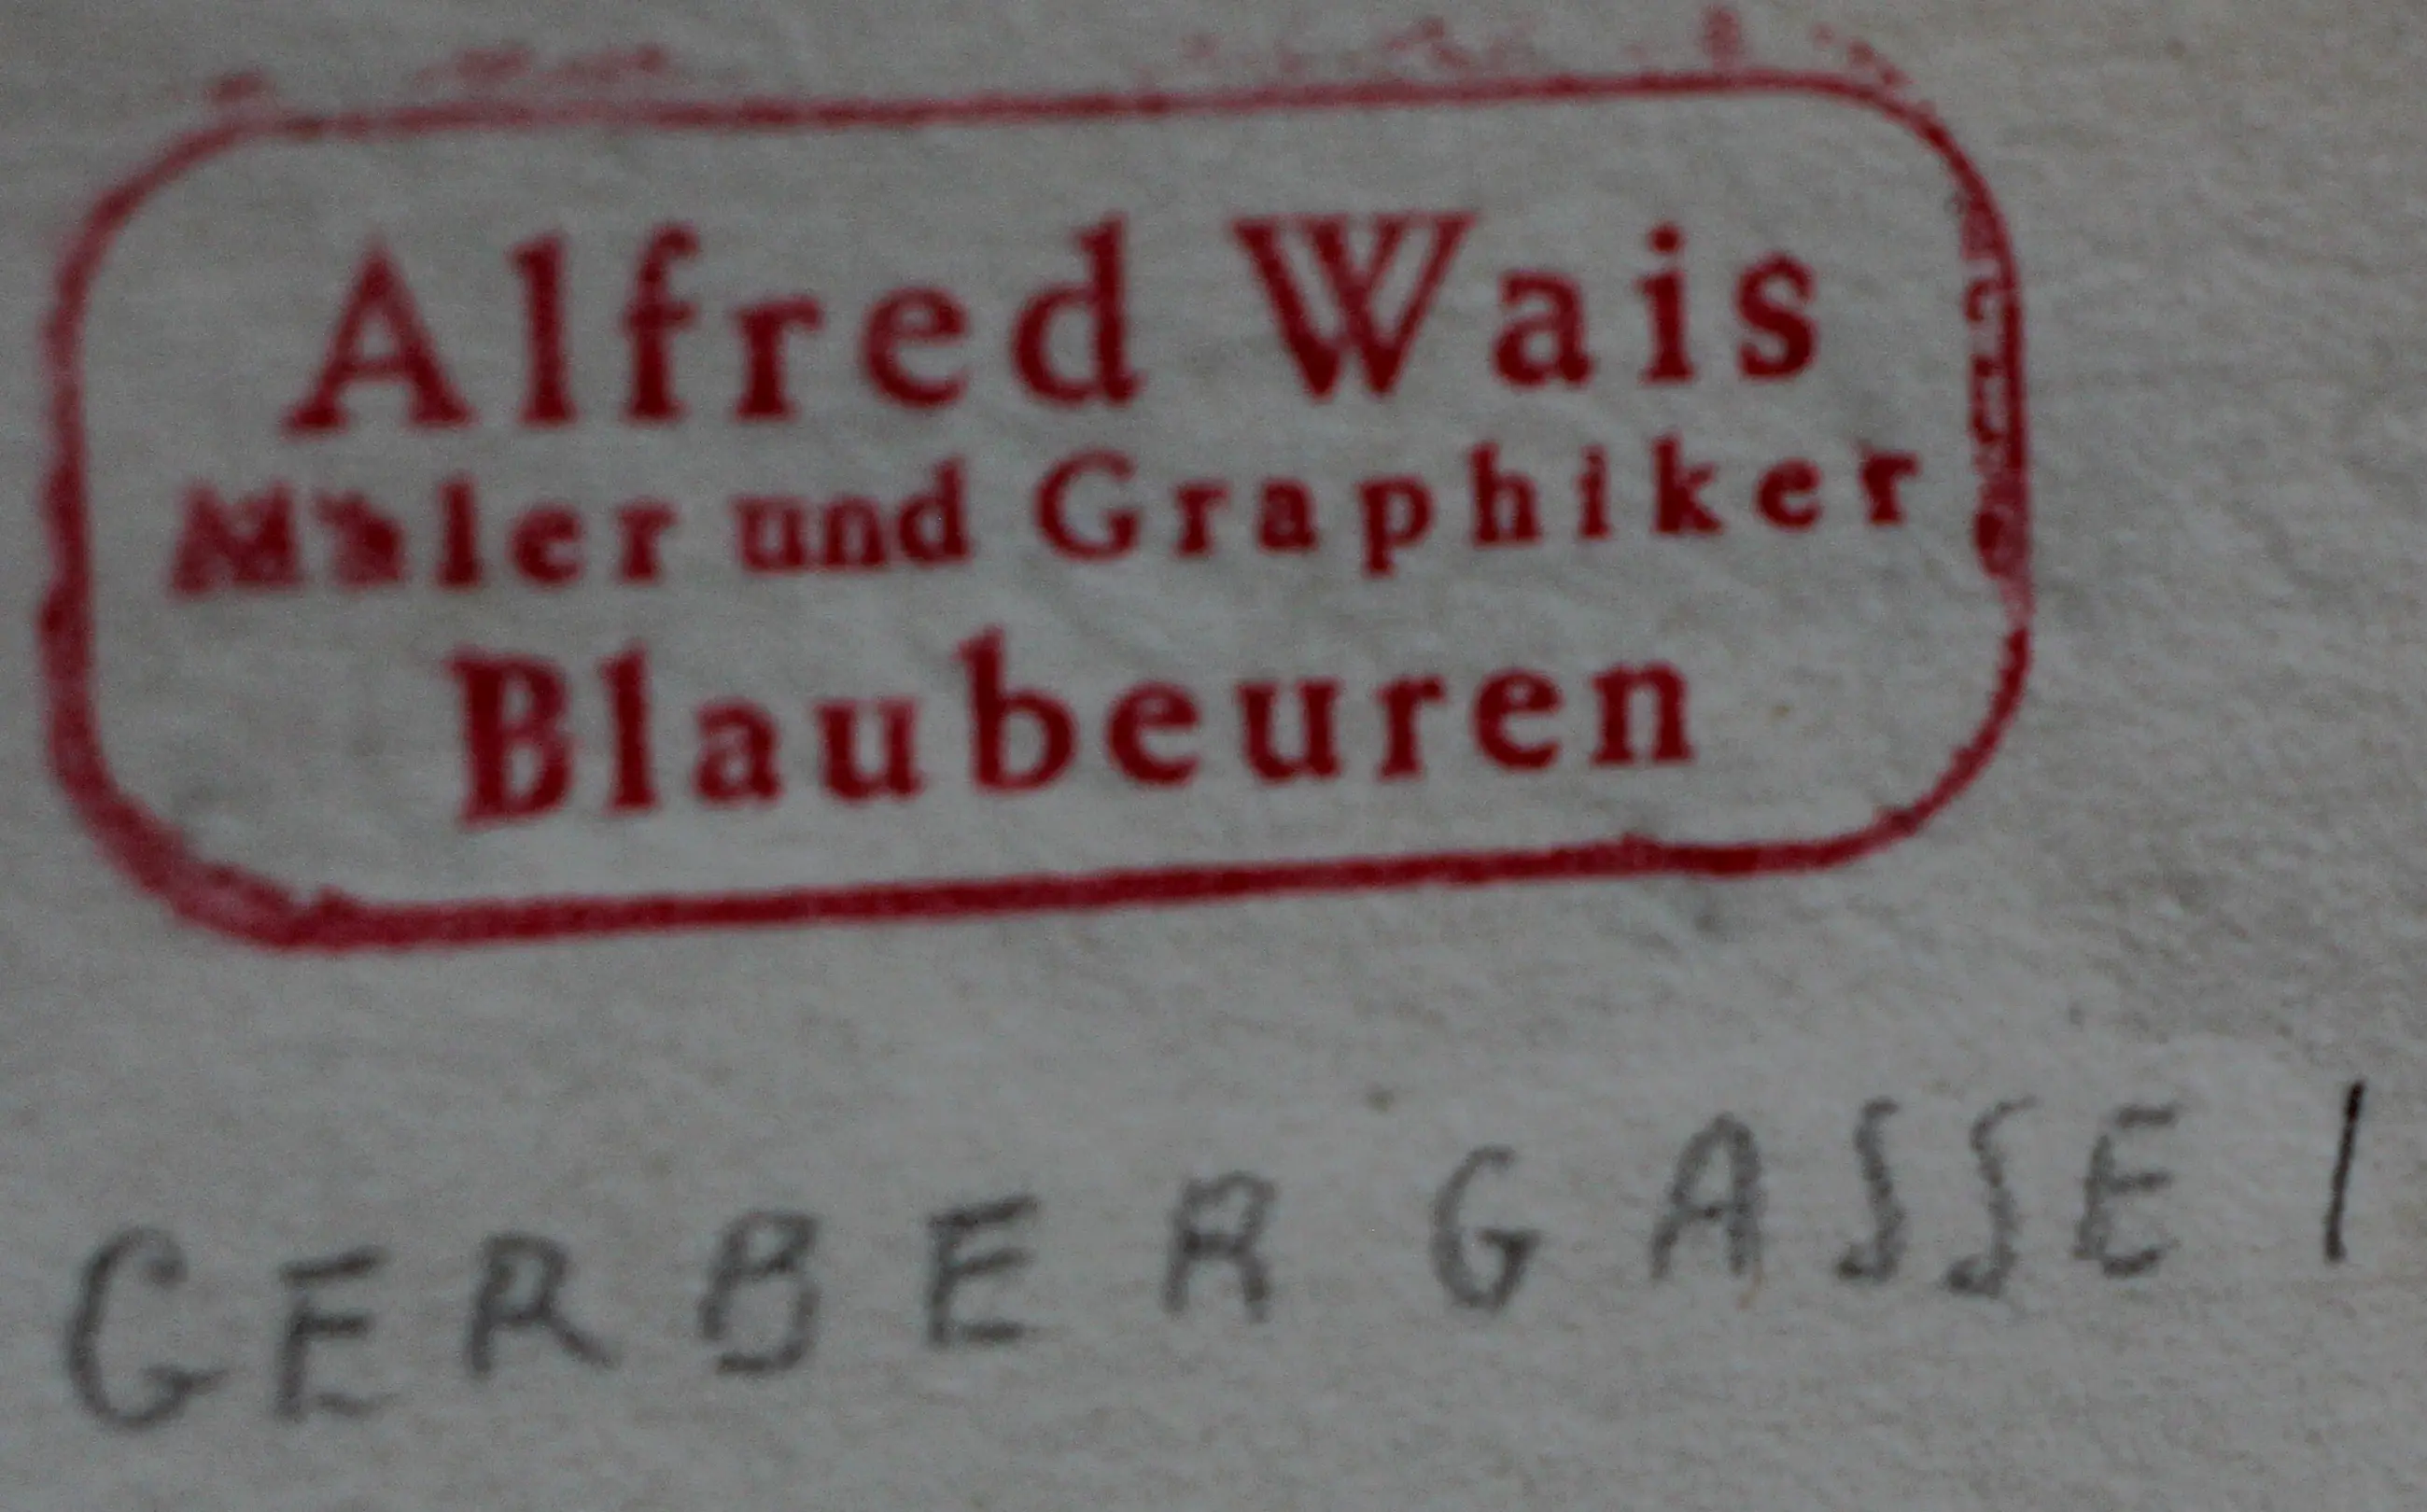 Alfred Wais
Maler und Graphiker
Blaubeuren
GERBERGASSE 1